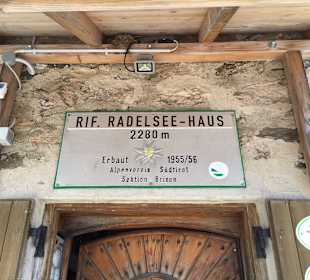 RIF. RADELSEE-HAUS
2280 m
Erbaut 1955/56
Alpenverein Südtirol
Sektion Brixen